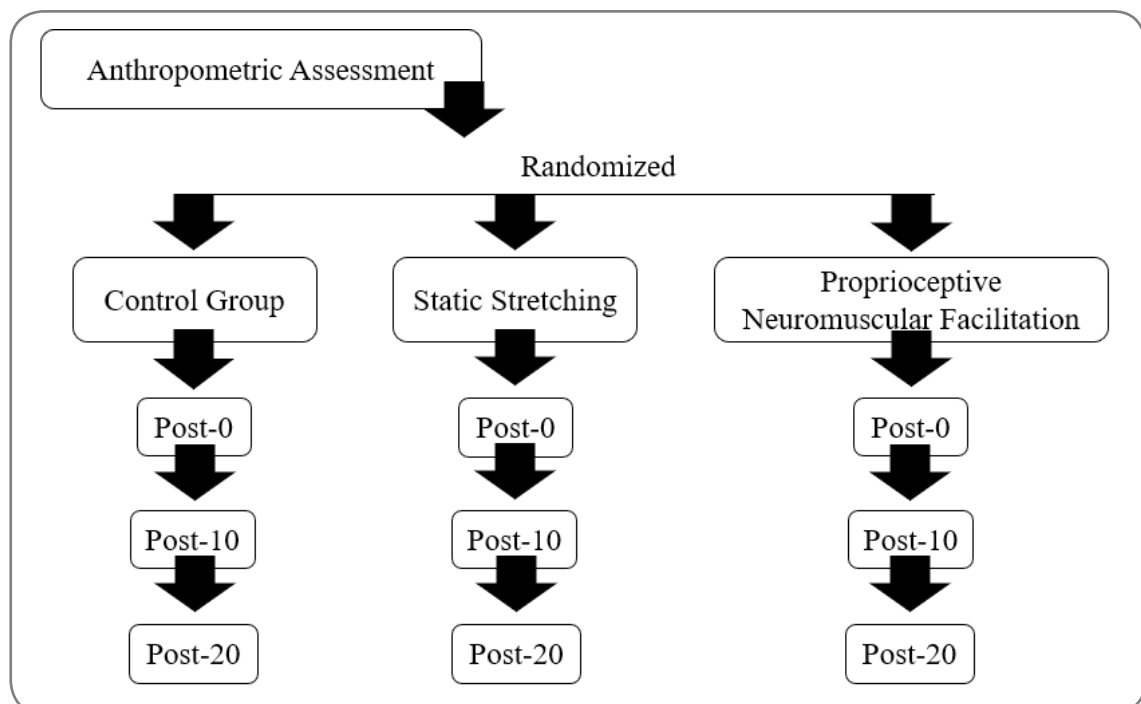 Anthropometric Assessment
Randomized
Control Group
Static Stretching
Proprioceptive
Neuromuscular Facilitation
Post-0
Post-0
Post-0
Post-10
Post-10
Post-10
Post-20
Post-20
Post-20